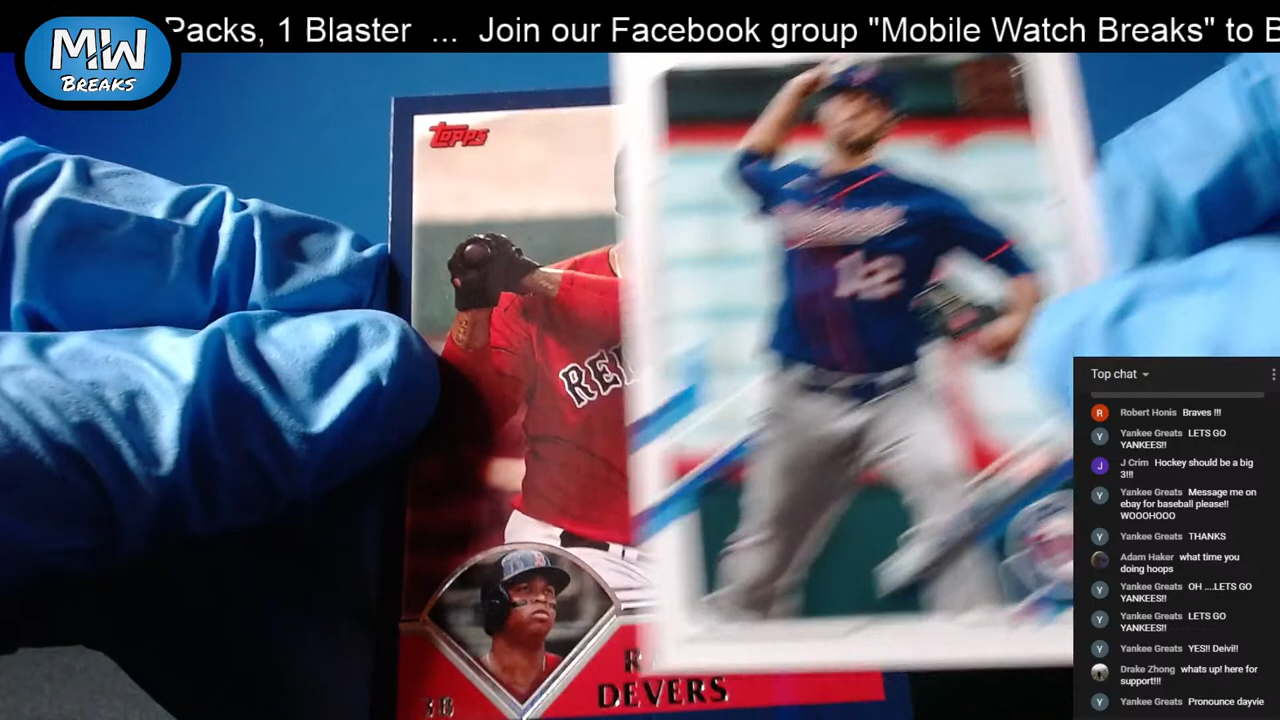 Packs, 1 Blaster ... Join our Facebook group "Mobile Watch Breaks" to B
MW
BREAKS
Topps
RE
42
DEVERS
18
Top chat
R Robert Honis Braves !!!
Y Yankee Greats LETS GO
YANKEES!!
J J Crim Hockey should be a big
3!!!
Y Yankee Greats Message me on
ebay for baseball please!!
WOOOHOOO
Y Yankee Greats THANKS
Adam Haker what time you
doing hoops
Y Yankee Greats OH ....LETS GO
YANKEES!!
Y Yankee Greats LETS GO
YANKEES!!
Y Yankee Greats YES!! Deivi!!
Drake Zhong whats up! here for
support!!!!
Y Yankee Greats Pronounce dayvie